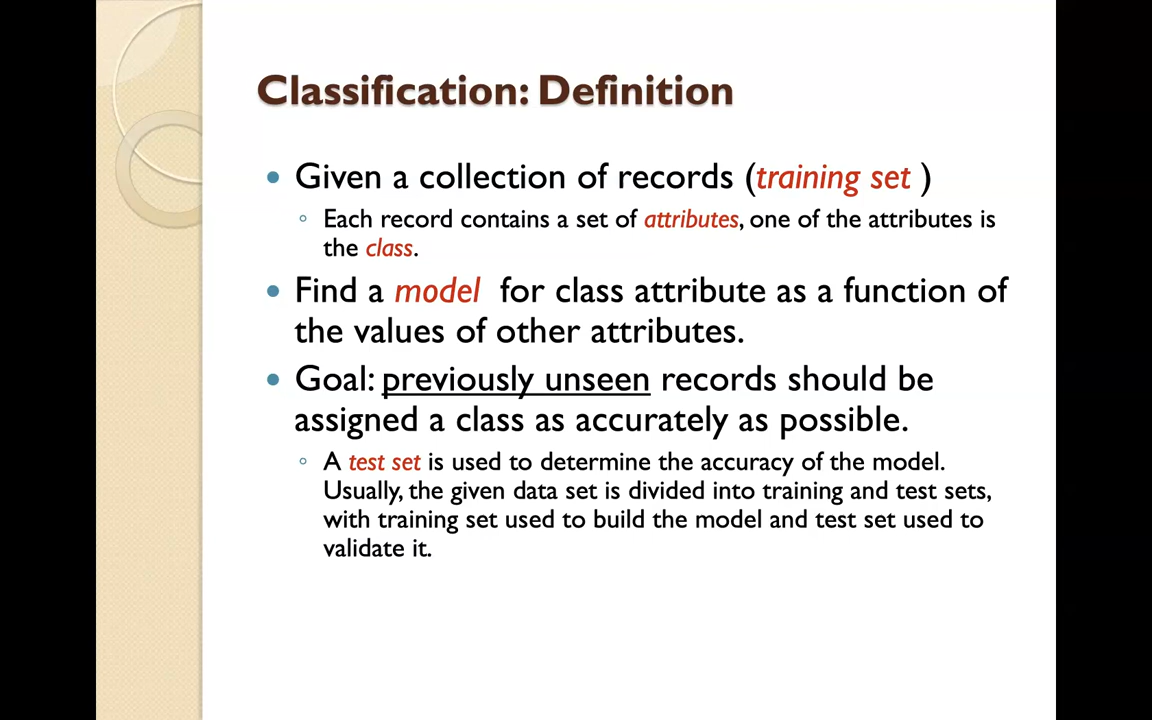 Classification: Definition
• Given a collection of records (training set )
◦ Each record contains a set of attributes, one of the attributes is
the class.
• Find a model for class attribute as a function of
the values of other attributes.
• Goal: previously unseen records should be
assigned a class as accurately as possible.
◦ A test set is used to determine the accuracy of the model.
Usually, the given data set is divided into training and test sets,
with training set used to build the model and test set used to
validate it.